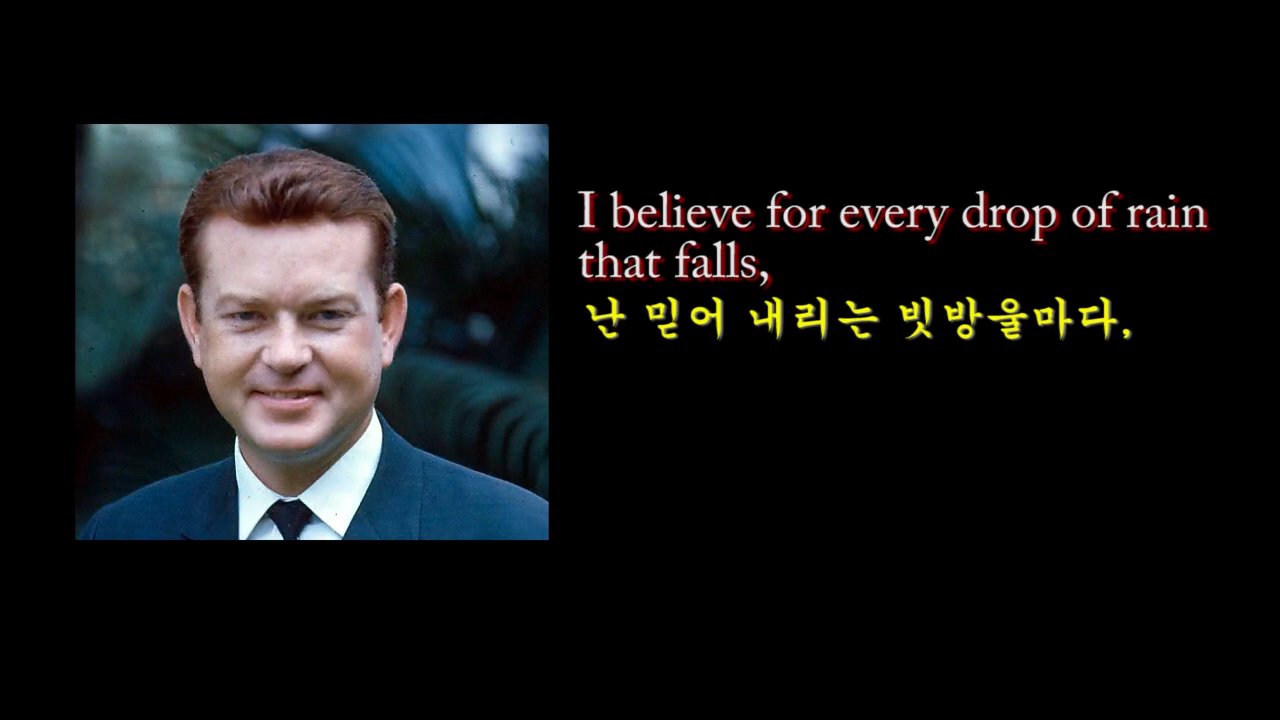 I believe for every drop of rain
that falls,
난 믿어 내리는 빗방울마다,